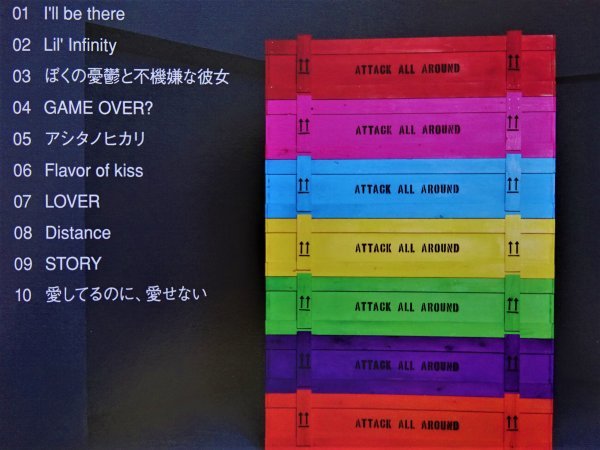 01 I'll be there
02 Lil' Infinity
03 ぼくの憂鬱と不機嫌な彼女
04 GAME OVER?
05 アシタノヒカリ
06 Flavor of kiss
07 LOVER
08 Distance
09 STORY
10 愛してるのに、愛せない
ATTACK ALL AROUND
ATTACK ALL AROUND
ATTACK ALL AROUND
ATTACK ALL AROUND
ATTACK ALL AROUND
ATTACK ALL AROUND
ATTACK ALL AROUND